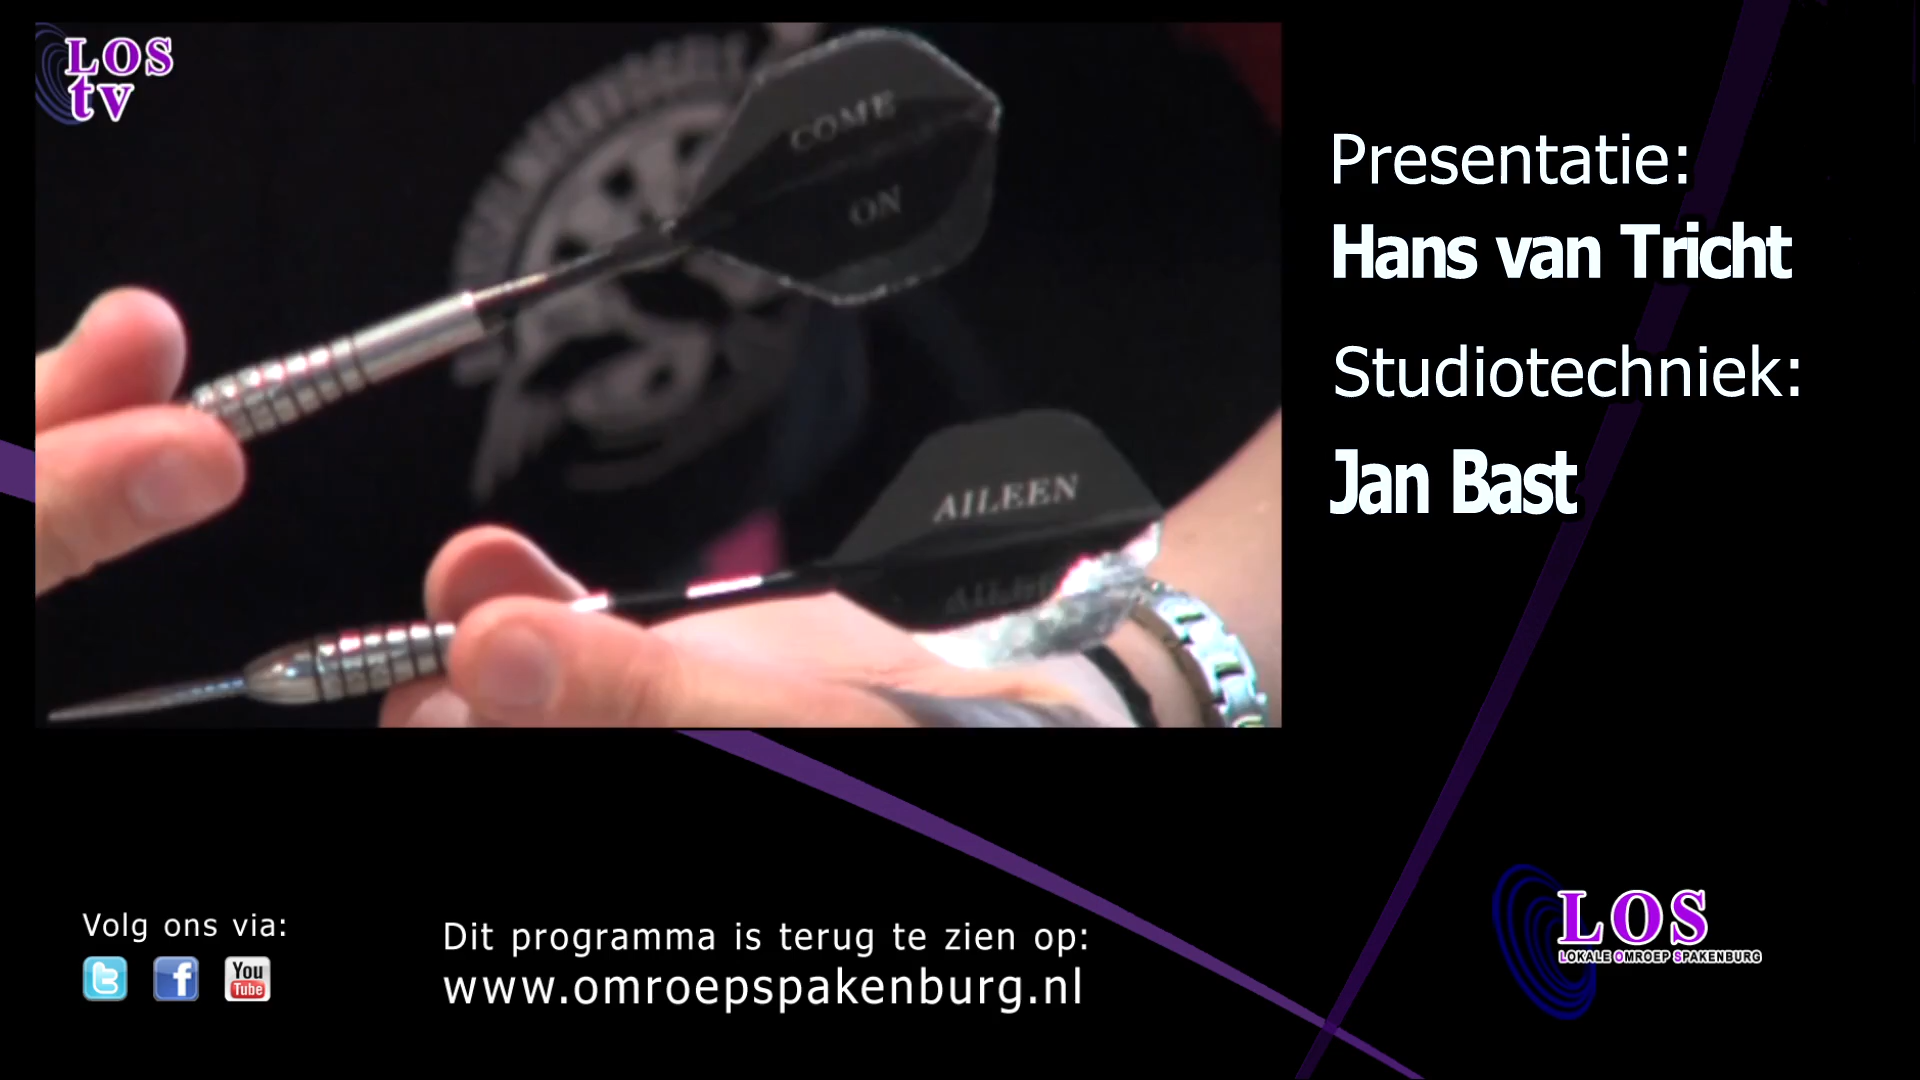 LOS
tv
COME
ON
AILEEN
Presentatie:
Hans van Tricht
Studiotechniek:
Jan Bast
Volg ons via:
You
Tube
Dit programma is terug te zien op:
www.omroepspakenburg.nl
LOS
LOKALE OMROEP SPAKENBURG